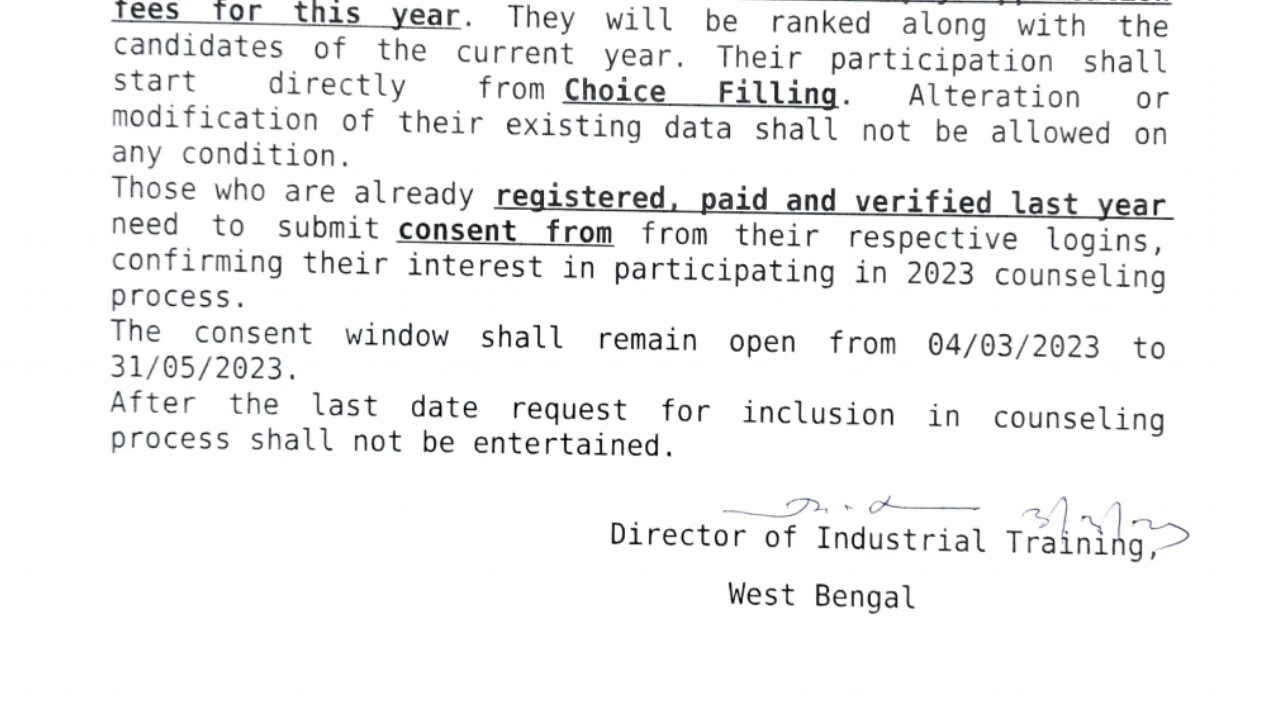 fees for this year. They will be ranked along with the
candidates of the current year. Their participation shall
start directly from Choice Filling. Alteration or
modification of their existing data shall not be allowed on
any condition.
Those who are already registered, paid and verified last year
need to submit consent from from their respective logins,
confirming their interest in participating in 2023 counseling
process.
The consent window shall remain open from 04/03/2023 to
31/05/2023.
After the last date request for inclusion in counseling
process shall not be entertained.
Director of Industrial Training,
West Bengal